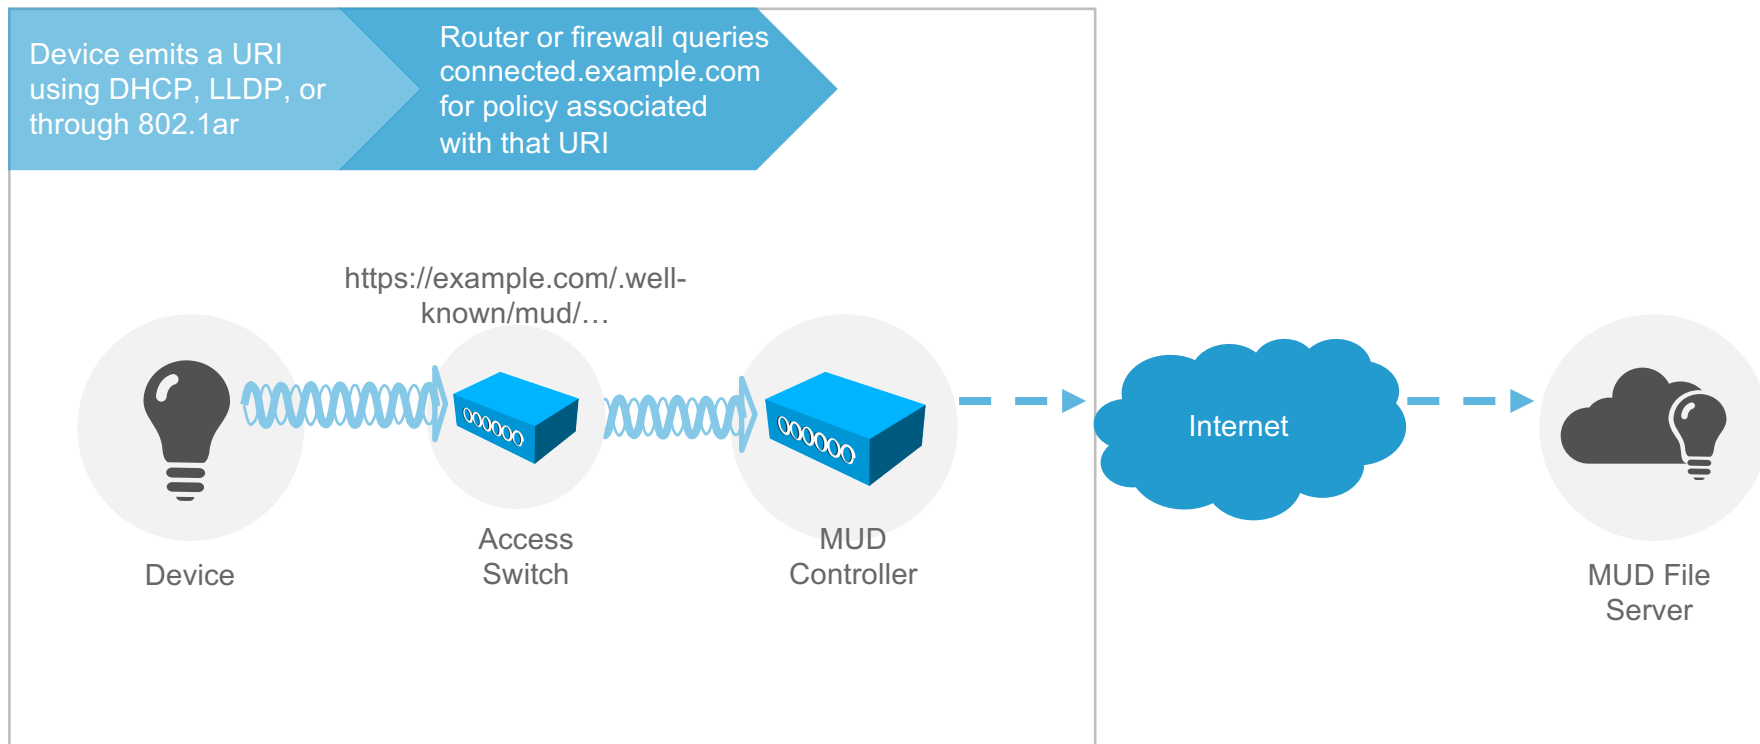 Device emits a URI
using DHCP, LLDP, or
through 802.1ar
Router or firewall queries
connected.example.com
for policy associated
with that URI
https://example.com/.well-
known/mud/…
Device
Access
Switch
MUD
Controller
Internet
MUD File
Server